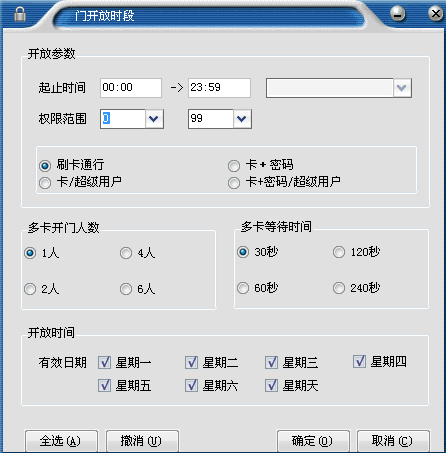 门开放时段
开放参数
起止时间 00:00 -> 23:59
权限范围 0 99
刷卡通行 卡 + 密码
卡/超级用户 卡+密码/超级用户
多卡开门人数 多卡等待时间
1人 4人 30秒 120秒
2人 6人 60秒 240秒
开放时间
有效日期 星期一 星期二 星期三 星期四
星期五 星期六 星期天
全选(A) 撤消(U) 确定(O) 取消(C)